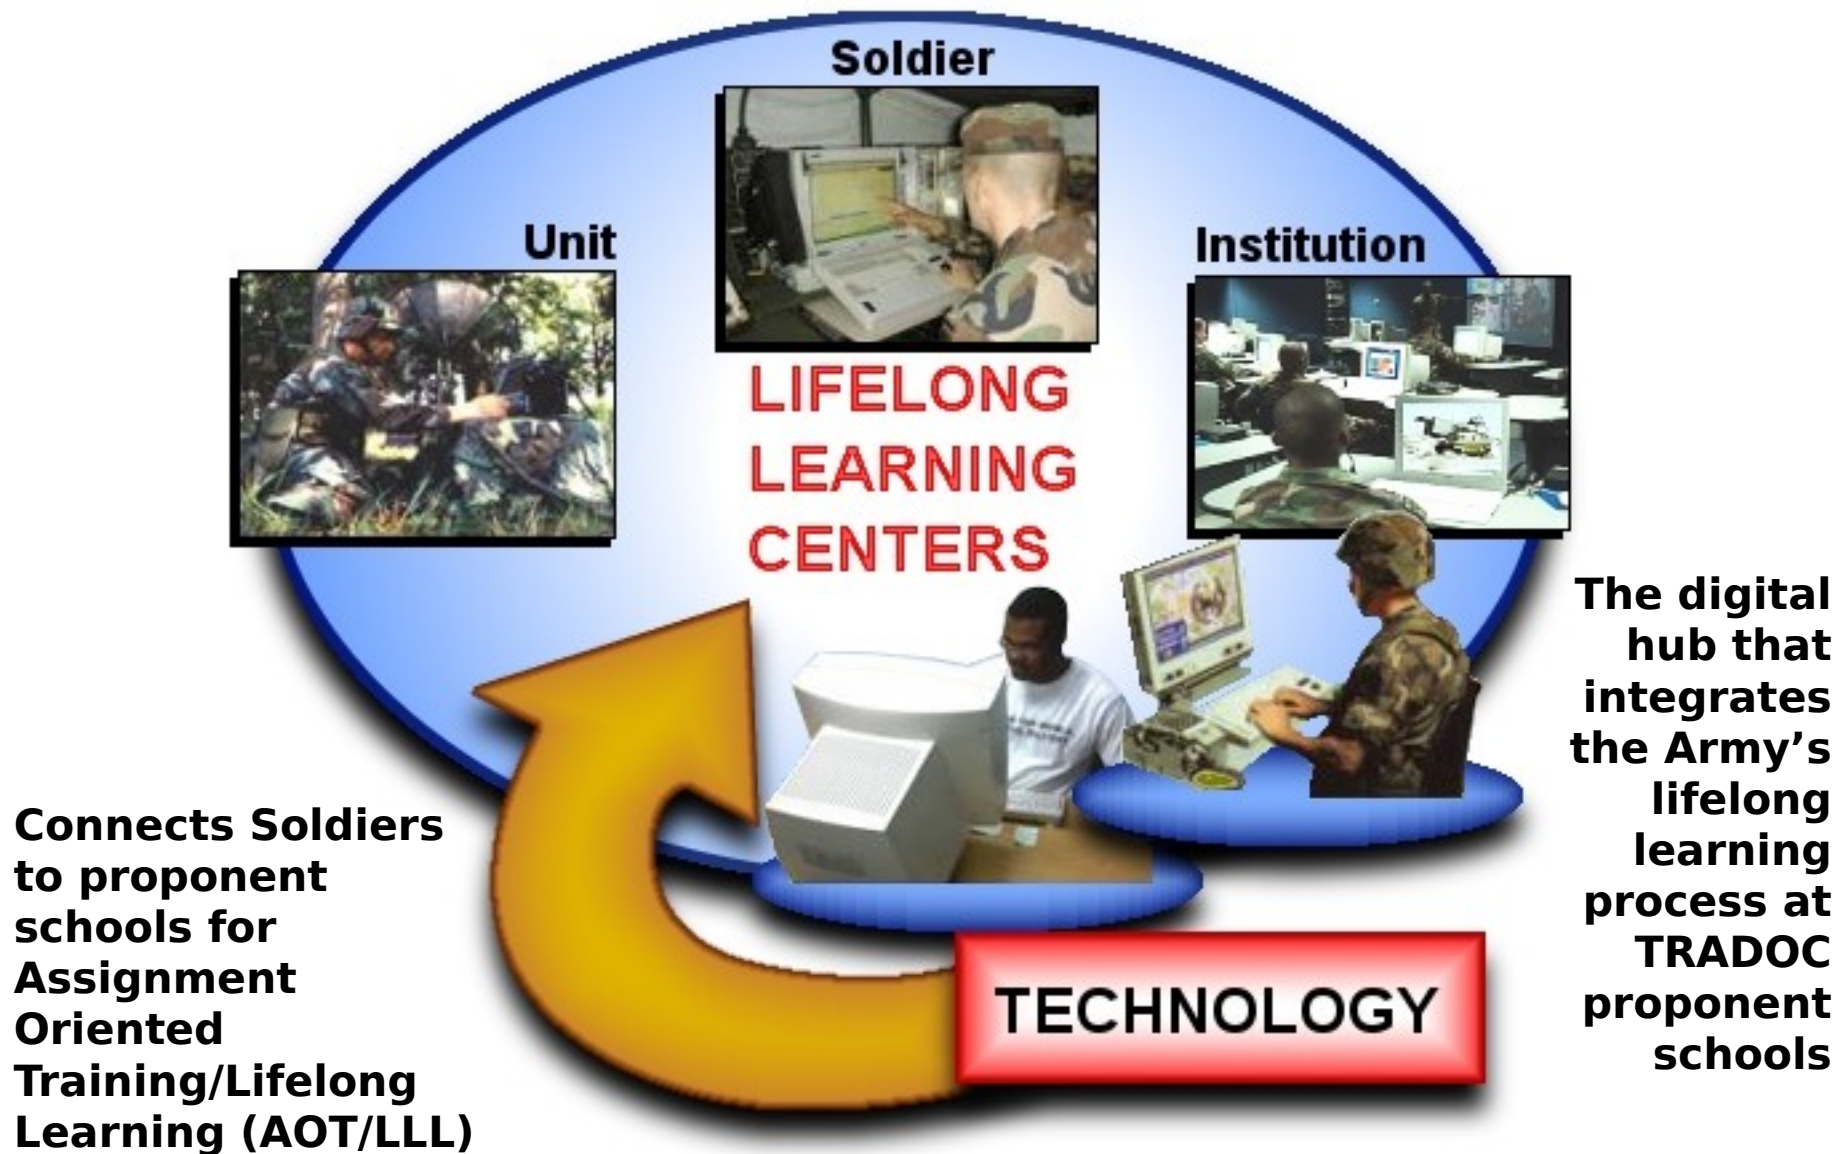 Soldier
Unit
Institution
LIFELONG
LEARNING
CENTERS
The digital
hub that
integrates
the Army’s
lifelong
learning
process at
TRADOC
proponent
schools
Connects Soldiers
to proponent
schools for
Assignment
Oriented
Training/Lifelong
Learning (AOT/LLL)
TECHNOLOGY